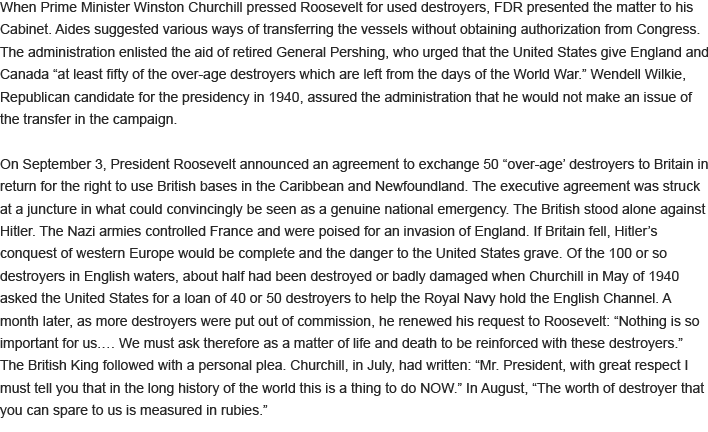 When Prime Minister Winston Churchill pressed Roosevelt for used destroyers, FDR presented the matter to his
Cabinet. Aides suggested various ways of transferring the vessels without obtaining authorization from Congress.
The administration enlisted the aid of retired General Pershing, who urged that the United States give England and
Canada “at least fifty of the over-age destroyers which are left from the days of the World War.” Wendell Wilkie,
Republican candidate for the presidency in 1940, assured the administration that he would not make an issue of
the transfer in the campaign.

On September 3, President Roosevelt announced an agreement to exchange 50 “over-age’ destroyers to Britain in
return for the right to use British bases in the Caribbean and Newfoundland. The executive agreement was struck
at a juncture in what could convincingly be seen as a genuine national emergency. The British stood alone against
Hitler. The Nazi armies controlled France and were poised for an invasion of England. If Britain fell, Hitler’s
conquest of western Europe would be complete and the danger to the United States grave. Of the 100 or so
destroyers in English waters, about half had been destroyed or badly damaged when Churchill in May of 1940
asked the United States for a loan of 40 or 50 destroyers to help the Royal Navy hold the English Channel. A
month later, as more destroyers were put out of commission, he renewed his request to Roosevelt: “Nothing is so
important for us.… We must ask therefore as a matter of life and death to be reinforced with these destroyers.”
The British King followed with a personal plea. Churchill, in July, had written: “Mr. President, with great respect I
must tell you that in the long history of the world this is a thing to do NOW.” In August, “The worth of destroyer that
you can spare to us is measured in rubies.”